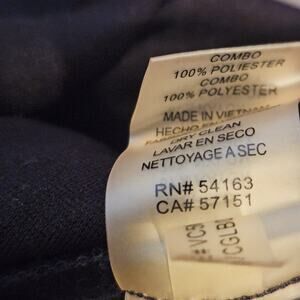 COMBO
100% POLIESTER
COMBO
100% POLYESTER
MADE IN VIETNAM
HECHO EN
DRY CLEAN
LAVAR EN SECO
NETTOYAGE A SEC
RN# 54163
CA# 57151